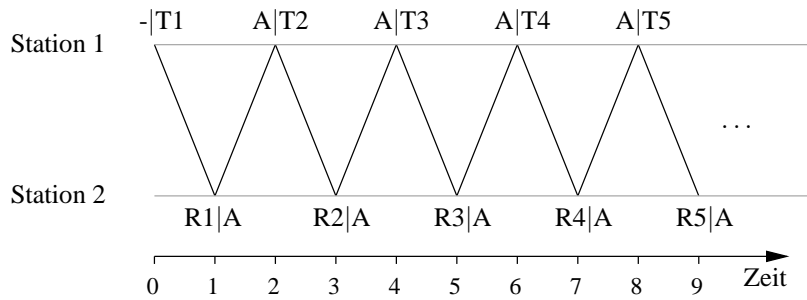 -|T1 A|T2 A|T3 A|T4 A|T5
Station 1
. . .
Station 2
R1|A R2|A R3|A R4|A R5|A
0 1 2 3 4 5 6 7 8 9 Zeit